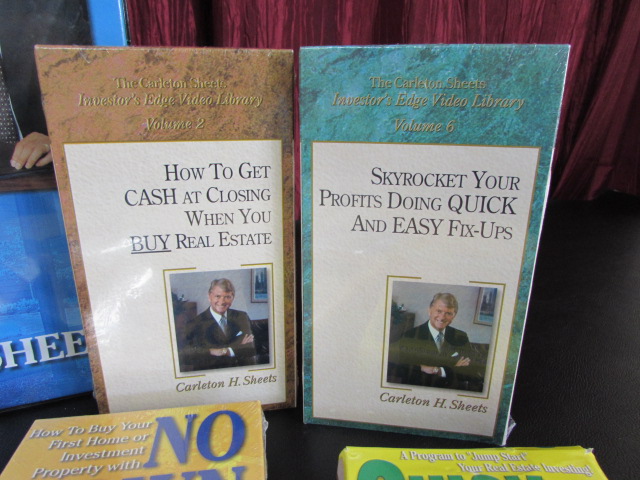 The Carleton Sheets
Investor's Edge Video Library
Volume 2
How To Get
CASH at Closing
When You
BUY Real Estate
Carleton H. Sheets
The Carleton Sheets
Investor's Edge Video Library
Volume 6
Skyrocket Your
Profits Doing QUICK
And EASY Fix-Ups
Carleton H. Sheets
SHEE
How To Buy Your
First Home or
Investment
Property with
NO
A Program to "Jump Start"
Your Real Estate Investing!